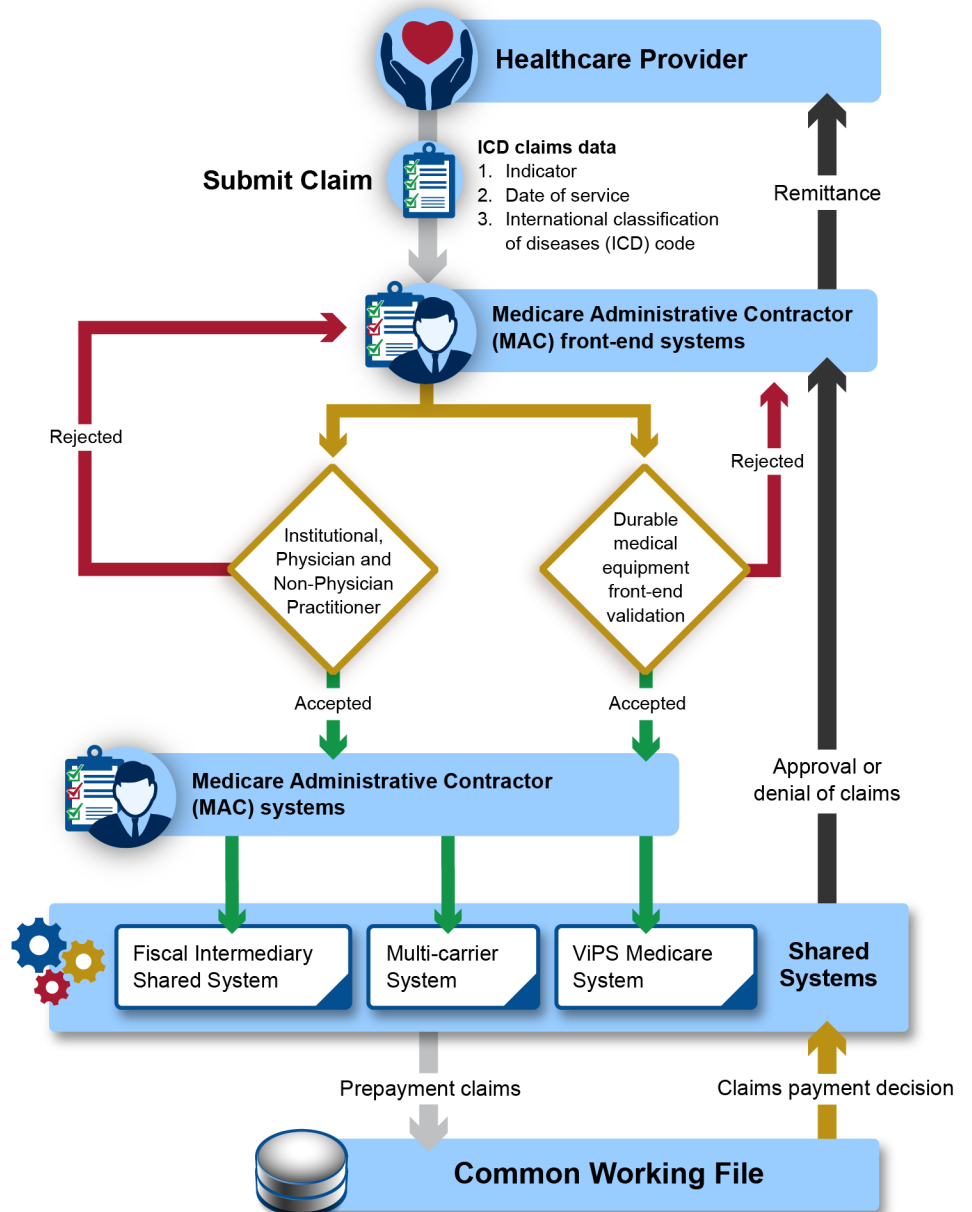 Healthcare Provider
Submit Claim
ICD claims data
1. Indicator
2. Date of service
3. International classification
of diseases (ICD) code
Remittance
Medicare Administrative Contractor
(MAC) front-end systems
Rejected
Rejected
Institutional,
Physician and
Non-Physician
Practitioner
Durable
medical
equipment
front-end
validation
Accepted
Accepted
Medicare Administrative Contractor
(MAC) systems
Approval or
denial of claims
Fiscal Intermediary
Shared System
Multi-carrier
System
ViPS Medicare
System
Shared
Systems
Prepayment claims
Claims payment decision
Common Working File